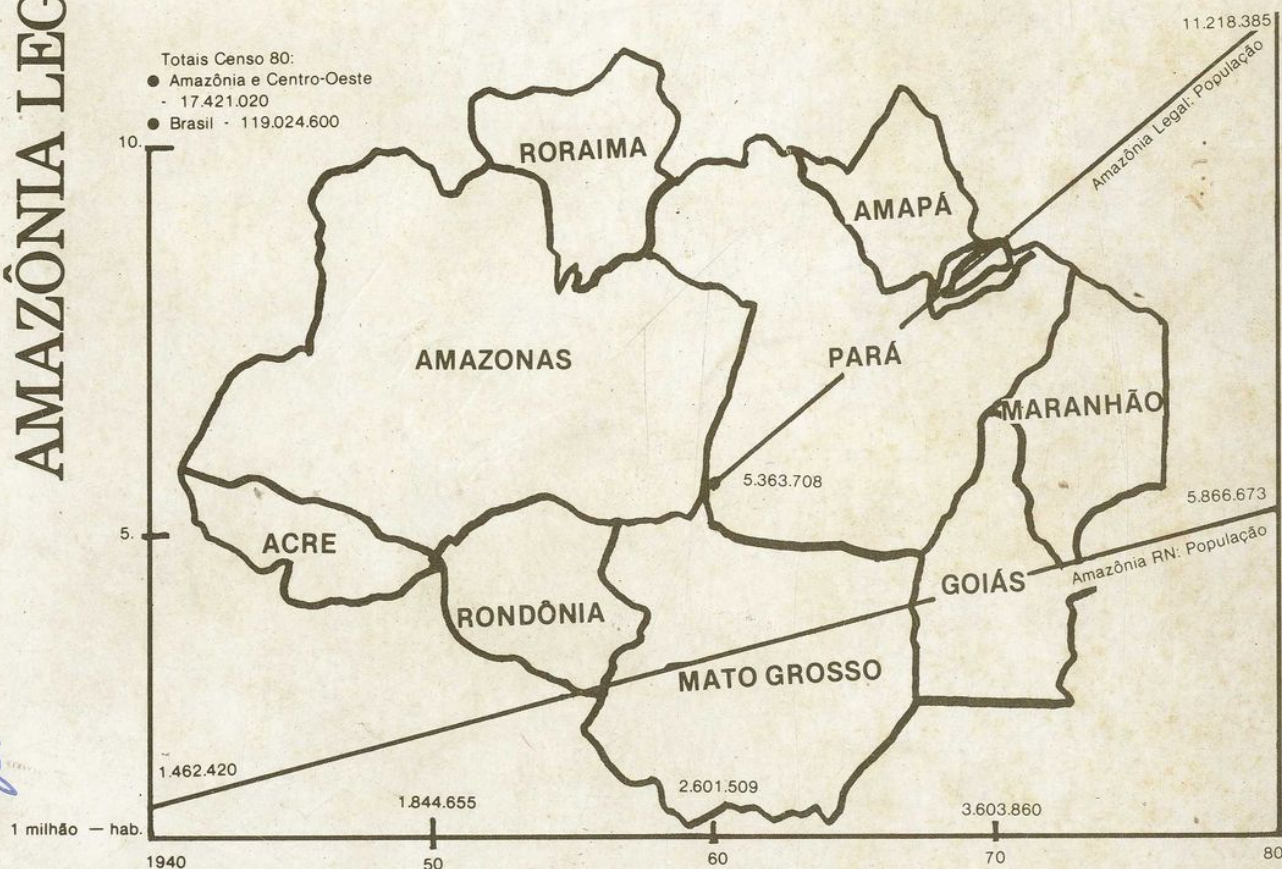 AMAZÔNIA LEG
Totais Censo 80:
● Amazônia e Centro-Oeste
- 17.421.020
● Brasil - 119.024.600
11.218.385
Amazônia Legal: População
10.
RORAIMA
AMAPÁ
AMAZONAS
PARÁ
MARANHÃO
5.363.708
5.866.673
5.
ACRE
Amazônia RN: População
GOIÁS
RONDÔNIA
MATO GROSSO
1.462.420
1.844.655
2.601.509
3.603.860
1 milhão — hab.
1940
50
60
70
80